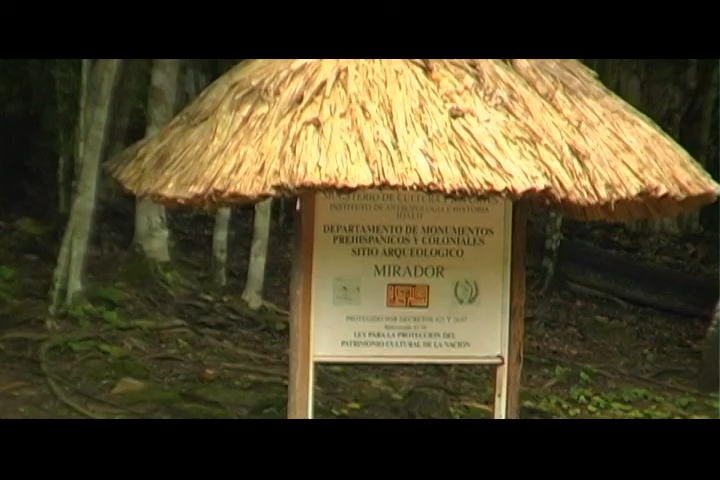 MINISTERIO DE CULTURA Y
INSTITUTO DE ANTROPOLOGIA E HISTORIA
IDAEH
DEPARTAMENTO DE MONUMENTOS
PREHISPANICOS Y COLONIALES
SITIO ARQUEOLOGICO
MIRADOR
PROTEGIDO POR DECRETOS Y
LEY PARA LA PROTECCION DEL
PATRIMONIO CULTURAL DE LA NACION